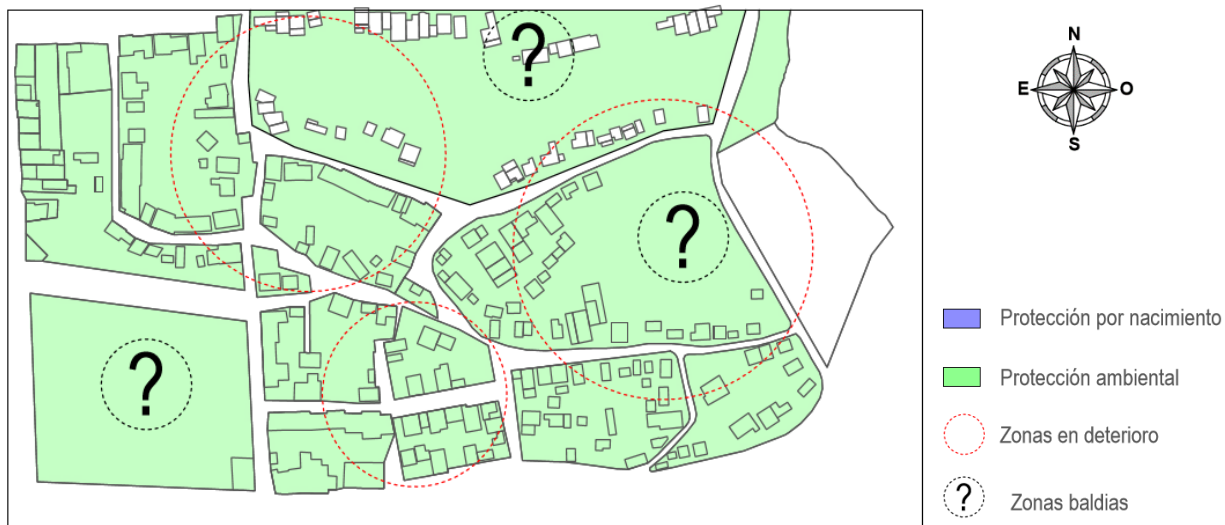 ?
?
?
N
E O
S
Protección por nacimiento
Protección ambiental
Zonas en deterioro
? Zonas baldias